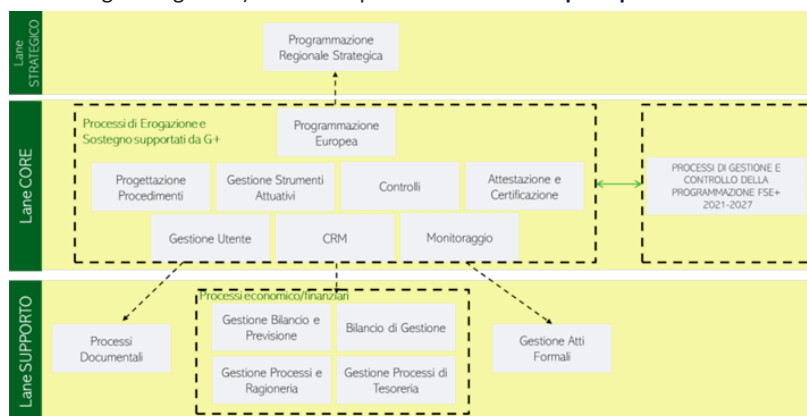 Lane
STRATEGICO
Programmazione
Regionale Strategica
Lane CORE
Processi di Erogazione e
Sostegno supportati da G+
Programmazione
Europea
Progettazione
Procedimenti
Gestione Strumenti
Attuativi
Controlli
Attestazione e
Certificazione
Gestione Utente
CRM
Monitoraggio
PROCESSI DI GESTIONE E
CONTROLLO DELLA
PROGRAMMAZIONE FSE+
2021-2027
Lane SUPPORTO
Processi
Documentali
Processi economico/finanziari
Gestione Bilancio e
Previsione
Bilancio di Gestione
Gestione Processi e
Ragioneria
Gestione Processi di
Tesoreria
Gestione Atti
Formali